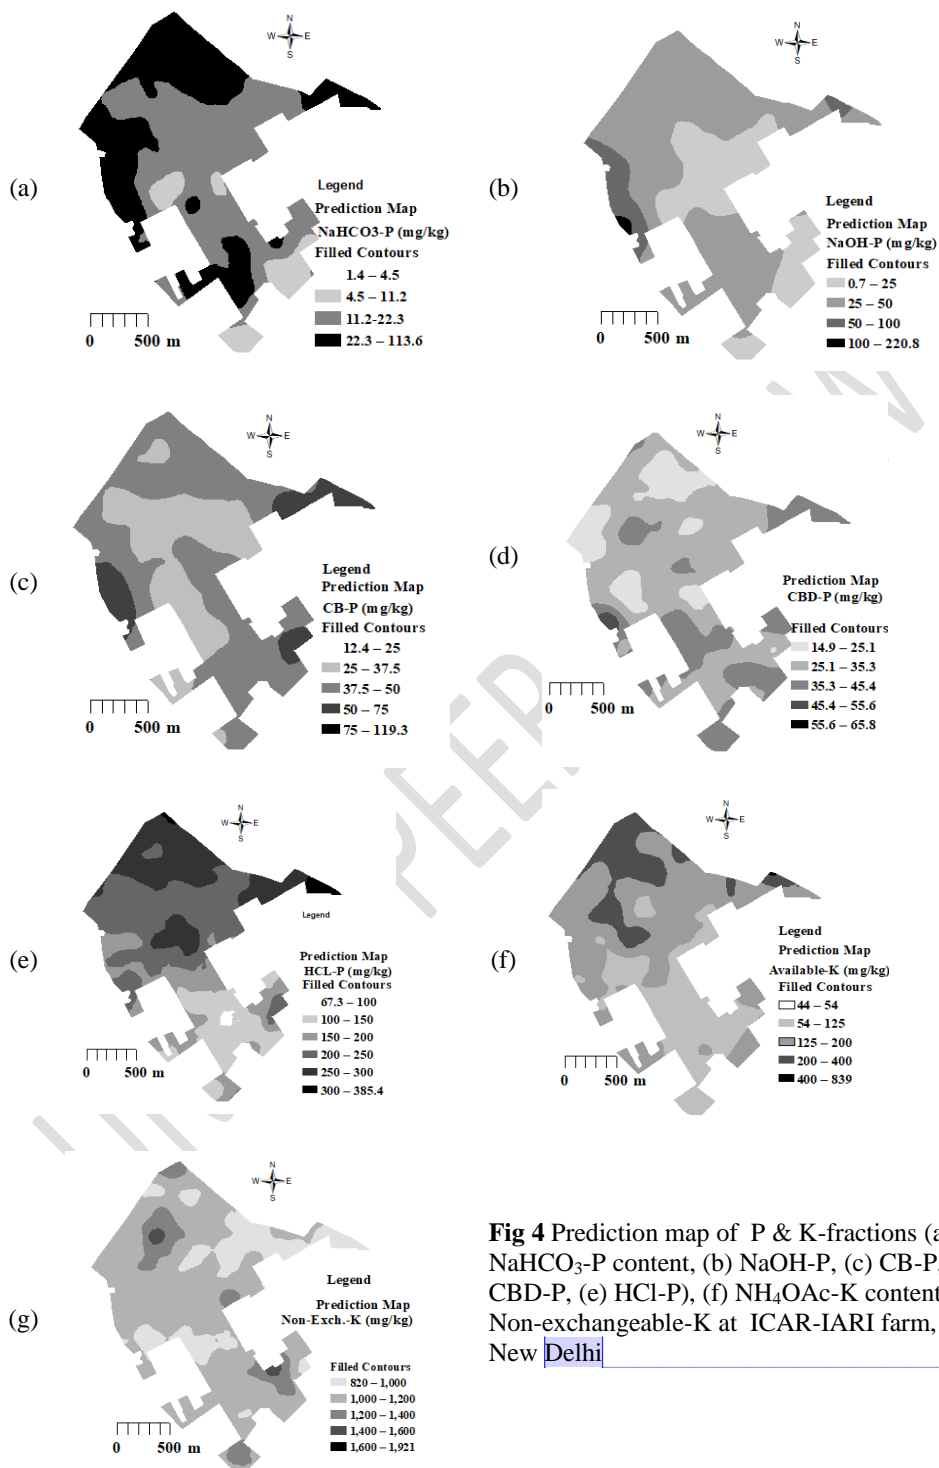 N
W E
S
(a)
Legend
Prediction Map
NaHCO3-P (mg/kg)
Filled Contours
1.4 – 4.5
4.5 – 11.2
11.2-22.3
22.3 – 113.6
0 500 m
N
W E
S
(b)
Legend
Prediction Map
NaOH-P (mg/kg)
Filled Contours
0.7 – 25
25 – 50
50 – 100
100 – 220.8
0 500 m
N
W E
S
(c)
Legend
Prediction Map
CB-P (mg/kg)
Filled Contours
12.4 – 25
25 – 37.5
37.5 – 50
50 – 75
75 – 119.3
0 500 m
N
W E
S
(d)
Prediction Map
CBD-P (mg/kg)
Filled Contours
14.9 – 25.1
25.1 – 35.3
35.3 – 45.4
45.4 – 55.6
55.6 – 65.8
0 500 m
N
W E
S
(e)
Legend
Prediction Map
HCL-P (mg/kg)
Filled Contours
67.3 – 100
100 – 150
150 – 200
200 – 250
250 – 300
300 – 385.4
0 500 m
N
W E
S
(f)
Legend
Prediction Map
Available-K (mg/kg)
Filled Contours
44 – 54
54 – 125
125 – 200
200 – 400
400 – 839
0 500 m
N
W E
S
(g)
Legend
Prediction Map
Non-Exch.-K (mg/kg)
Filled Contours
820 – 1,000
1,000 – 1,200
1,200 – 1,400
1,400 – 1,600
1,600 – 1,921
0 500 m
Fig 4 Prediction map of P & K-fractions (a
NaHCO₃-P content, (b) NaOH-P, (c) CB-P,
CBD-P, (e) HCl-P), (f) NH₄OAc-K content
Non-exchangeable-K at ICAR-IARI farm,
New Delhi